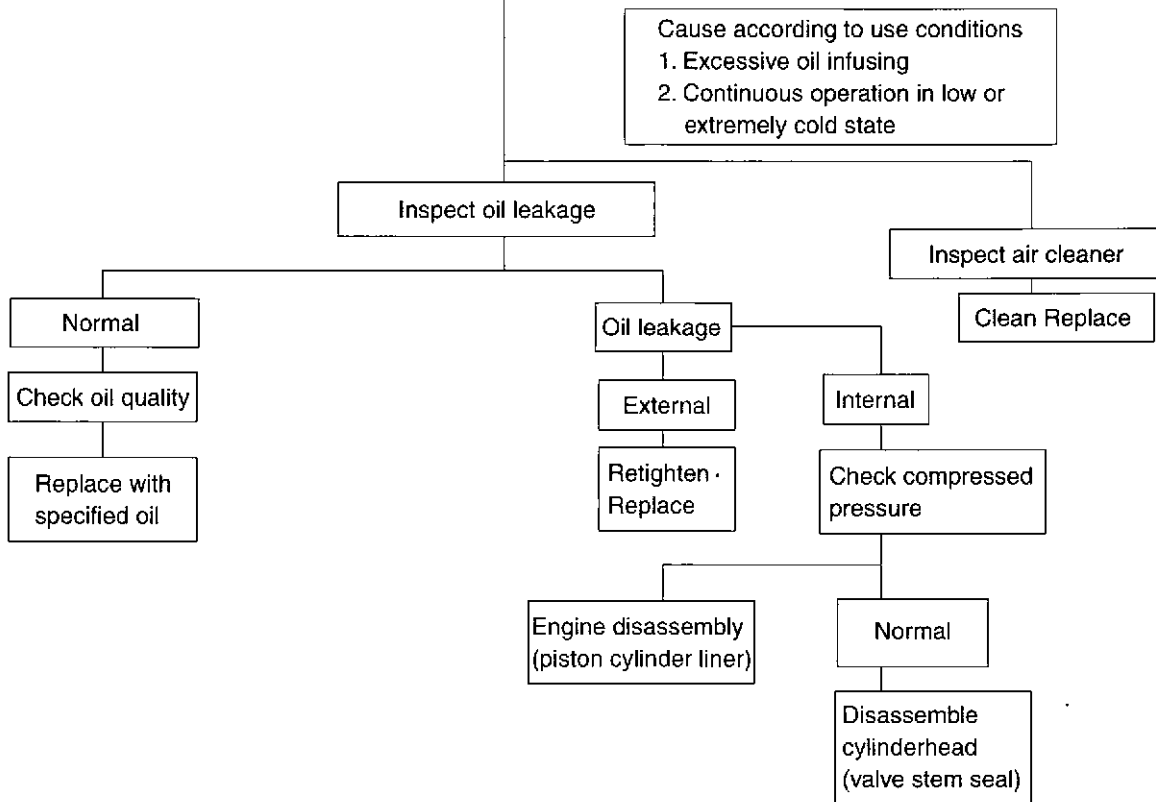 Cause according to use conditions
1. Excessive oil infusing
2. Continuous operation in low or
extremely cold state
Inspect oil leakage
Inspect air cleaner
Clean Replace
Normal
Oil leakage
Check oil quality
External
Internal
Replace with
specified oil
Retighten ·
Replace
Check compressed
pressure
Engine disassembly
(piston cylinder liner)
Normal
Disassemble
cylinderhead
(valve stem seal)